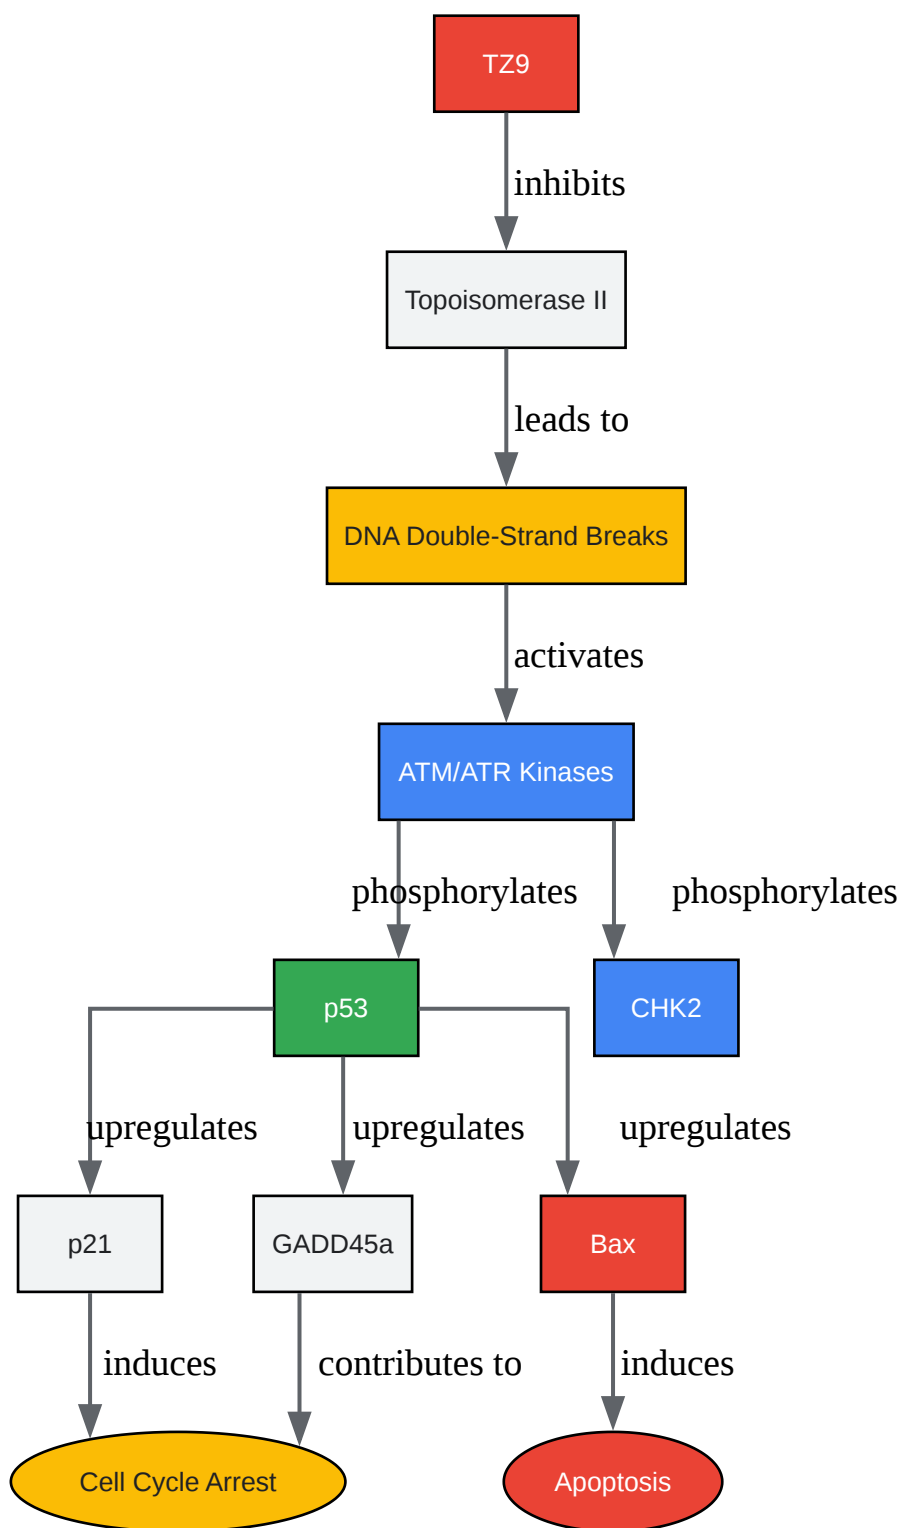 TZ9
inhibits
Topoisomerase II
leads to
DNA Double-Strand Breaks
activates
ATM/ATR Kinases
phosphorylates
phosphorylates
p53
CHK2
upregulates
upregulates
upregulates
p21
GADD45a
Bax
induces
contributes to
induces
Cell Cycle Arrest
Apoptosis